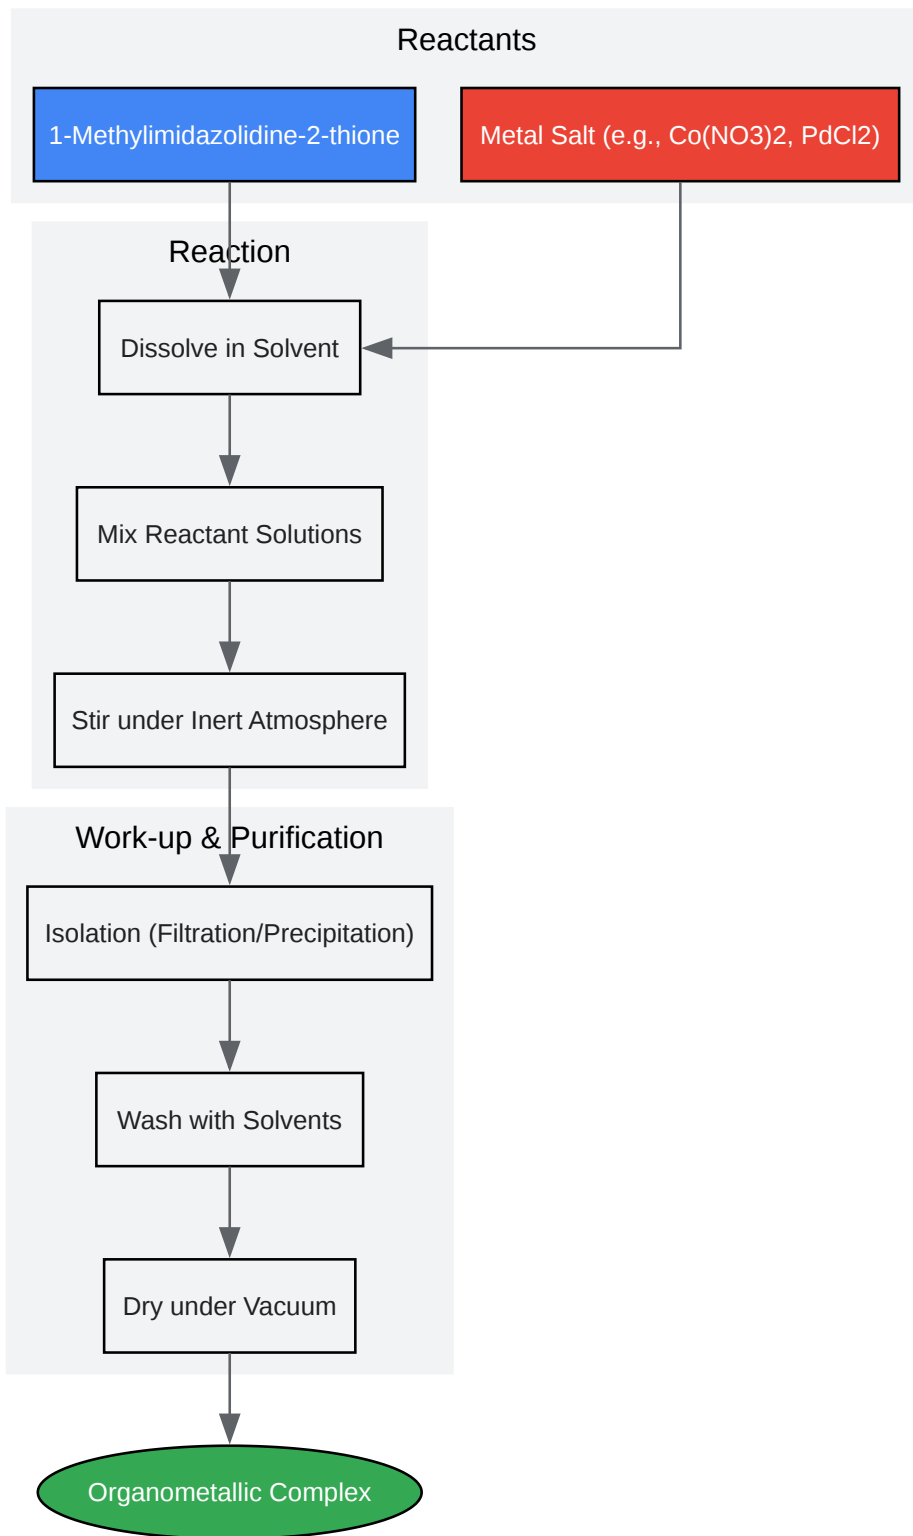 Reactants
1-Methylimidazolidine-2-thione
Metal Salt (e.g., Co(NO3)2, PdCl2)
Reaction
Dissolve in Solvent
Mix Reactant Solutions
Stir under Inert Atmosphere
Work-up & Purification
Isolation (Filtration/Precipitation)
Wash with Solvents
Dry under Vacuum
Organometallic Complex